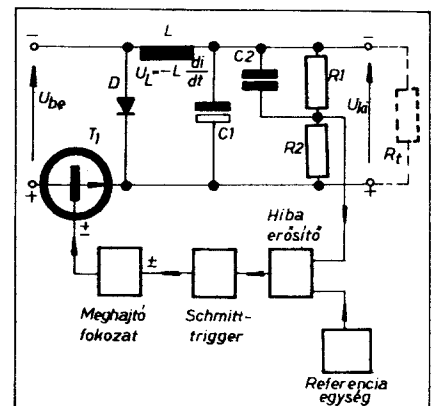 − L −
C2
U_L=−L di/dt
R1
D
U_be
U_ki
C1
T1
R2
R_t
+ +
±
Hiba
erősítő
±
Meghajtó
fokozat
Schmitt-
trigger
Referencia
egység